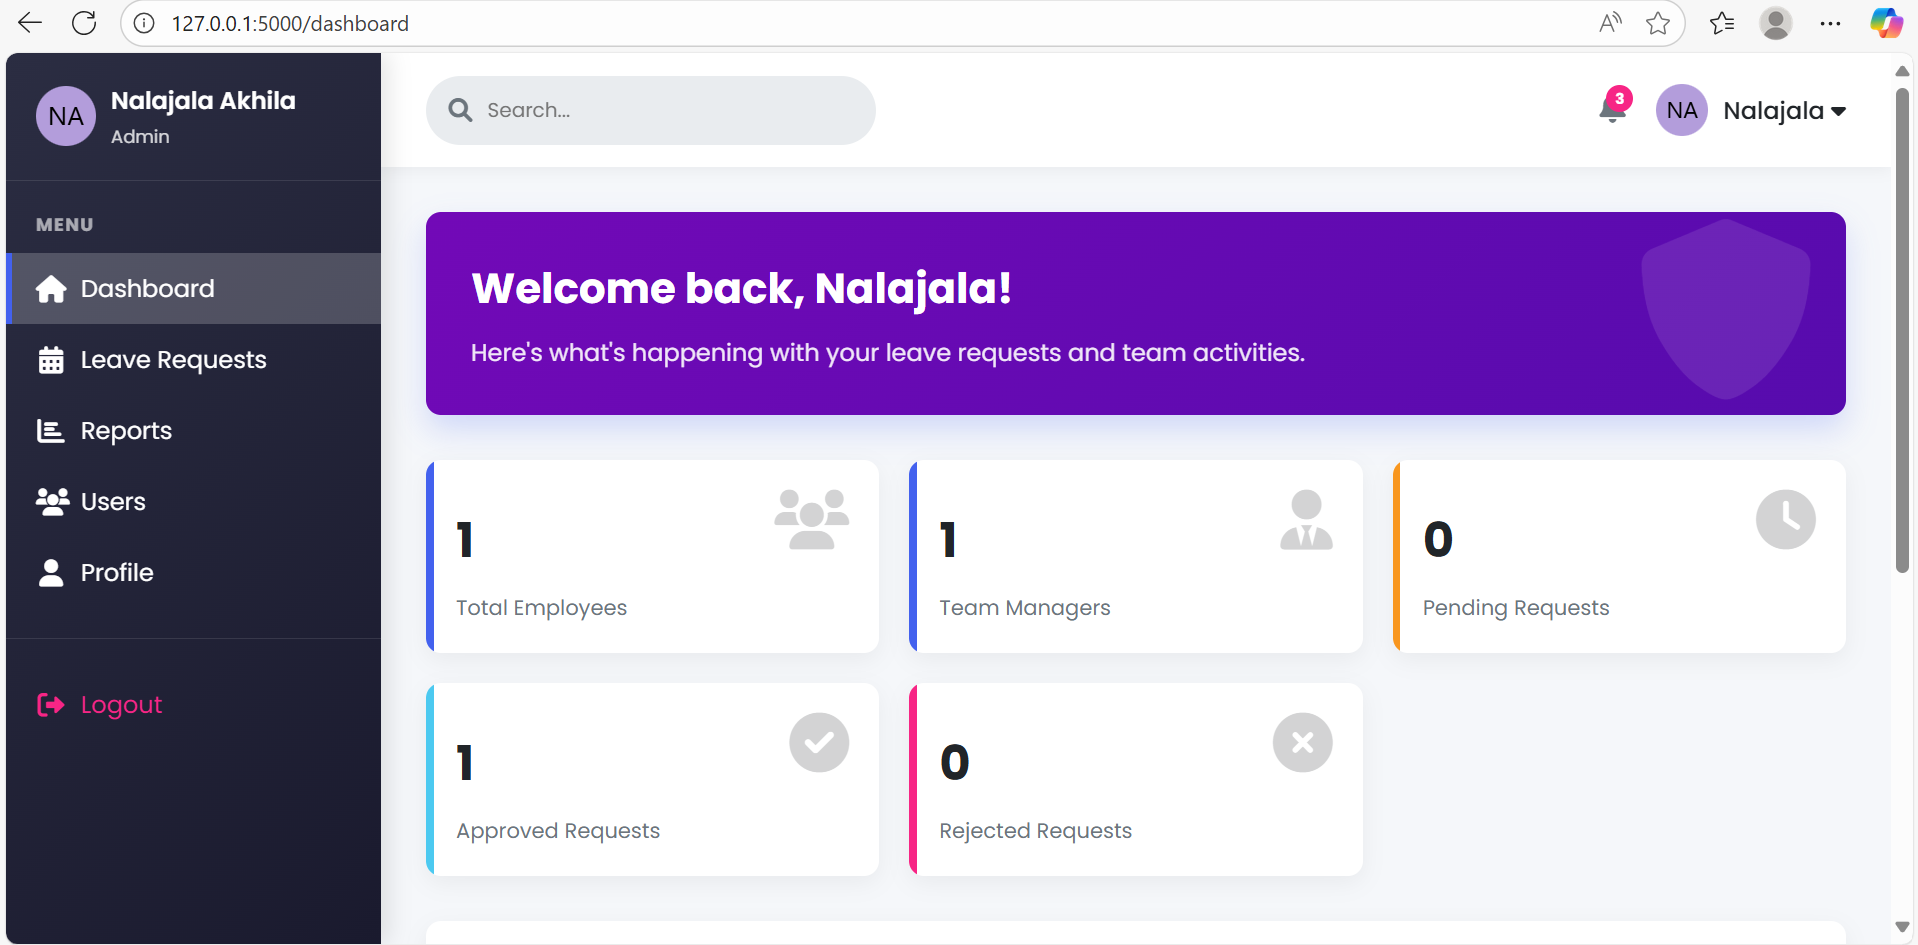 127.0.0.1:5000/dashboard
NA
Nalajala Akhila
Admin
MENU
Dashboard
Leave Requests
Reports
Users
Profile
Logout
Search...
3
NA
Nalajala
Welcome back, Nalajala!
Here's what's happening with your leave requests and team activities.
1
Total Employees
1
Team Managers
0
Pending Requests
1
Approved Requests
0
Rejected Requests